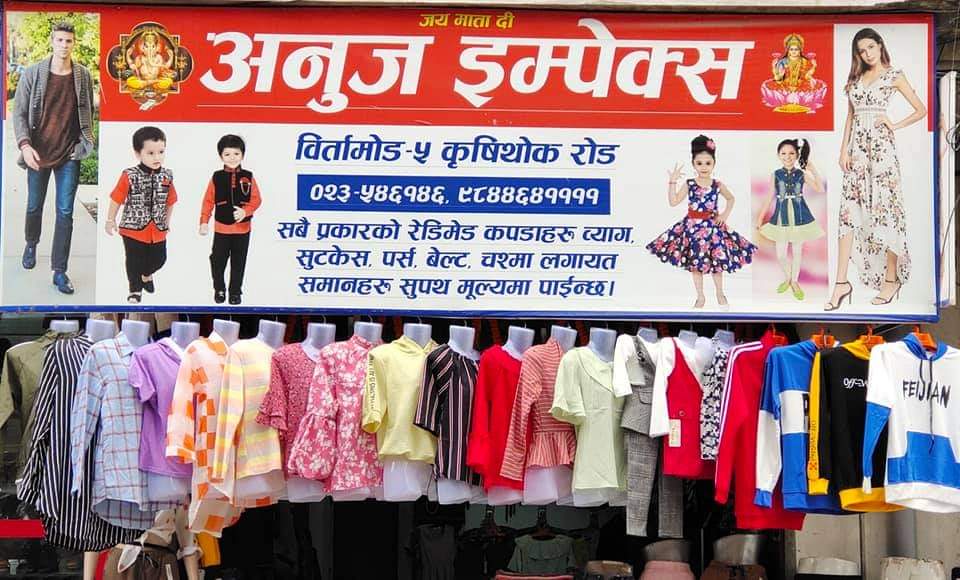 जय माता दी
अनुज इम्पेक्स
विर्तामोड-५ कृषिथोक रोड
०२३-५४६१४६, ९८४४६४११११
सबै प्रकारको रेडिमेड कपडाहरु व्याग,
सुटकेस, पर्स, बेल्ट, चश्मा लगायत
समानहरु सुपथ मूल्यमा पाईन्छ।
OFF-
FEIJIAN